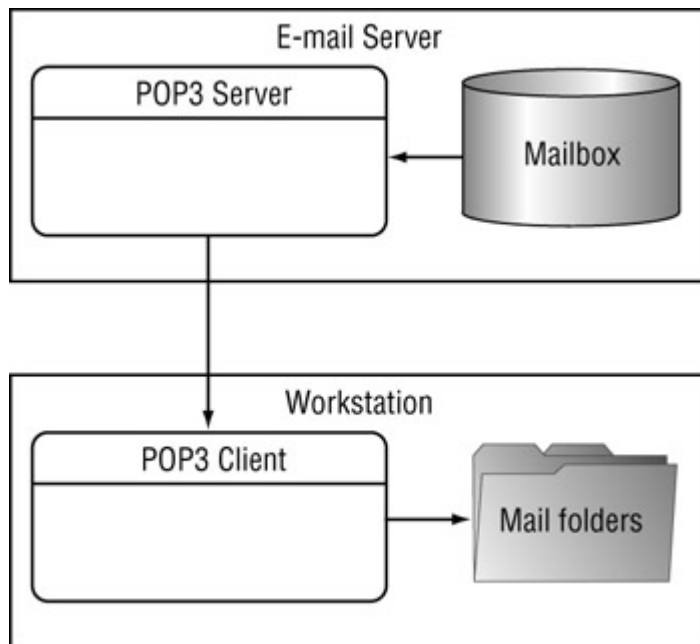 E-mail Server
POP3 Server
Mailbox
Workstation
POP3 Client
Mail folders